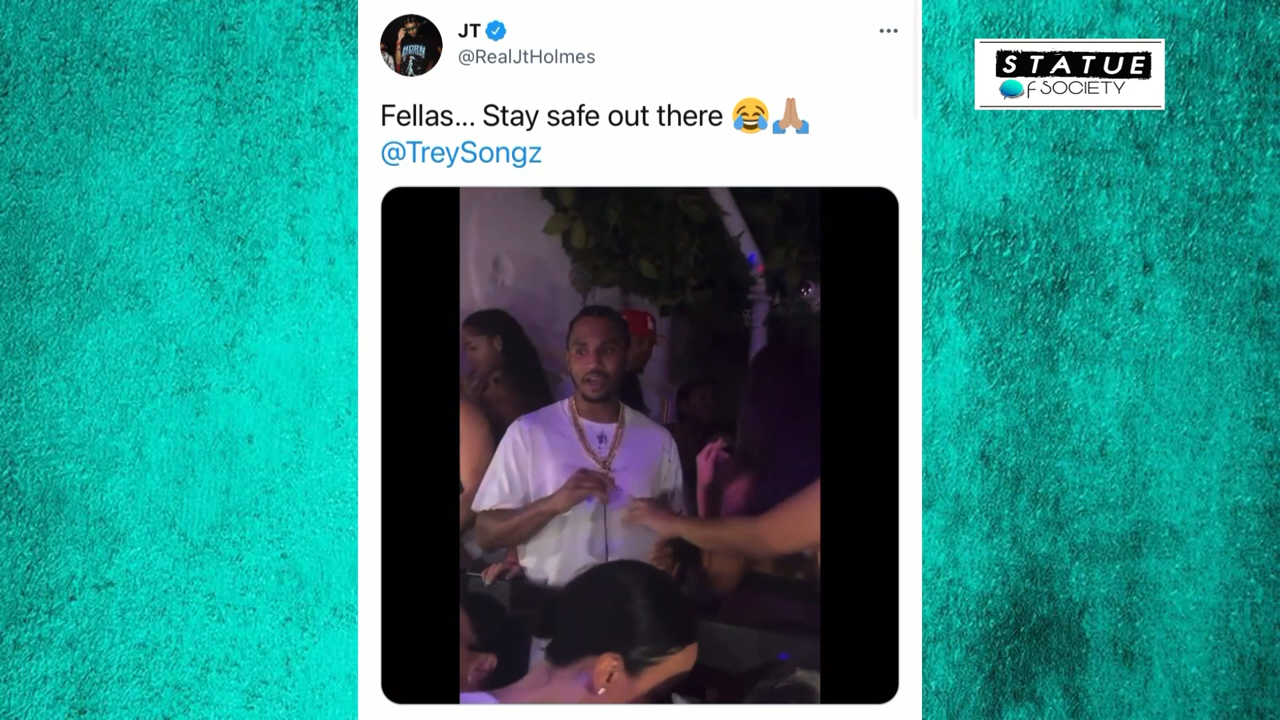 JT
@RealJtHolmes
Fellas... Stay safe out there 😂🙏🏽
@TreySongz
STATUE
OF SOCIETY